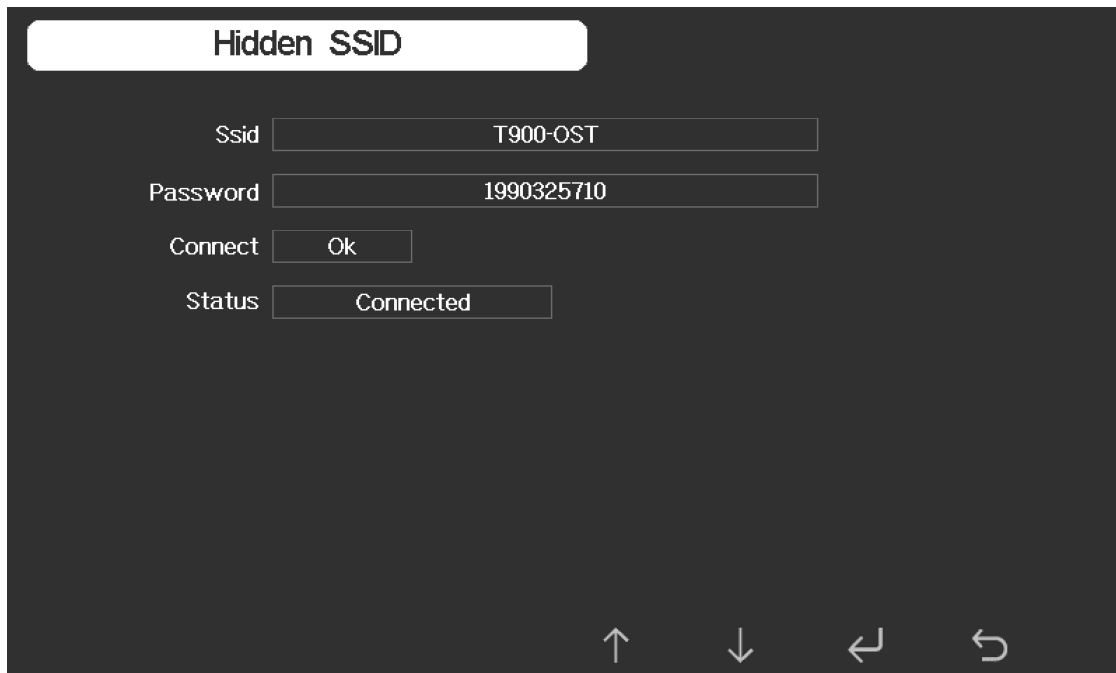 Hidden SSID
Ssid T900-OST
Password 1990325710
Connect Ok
Status Connected